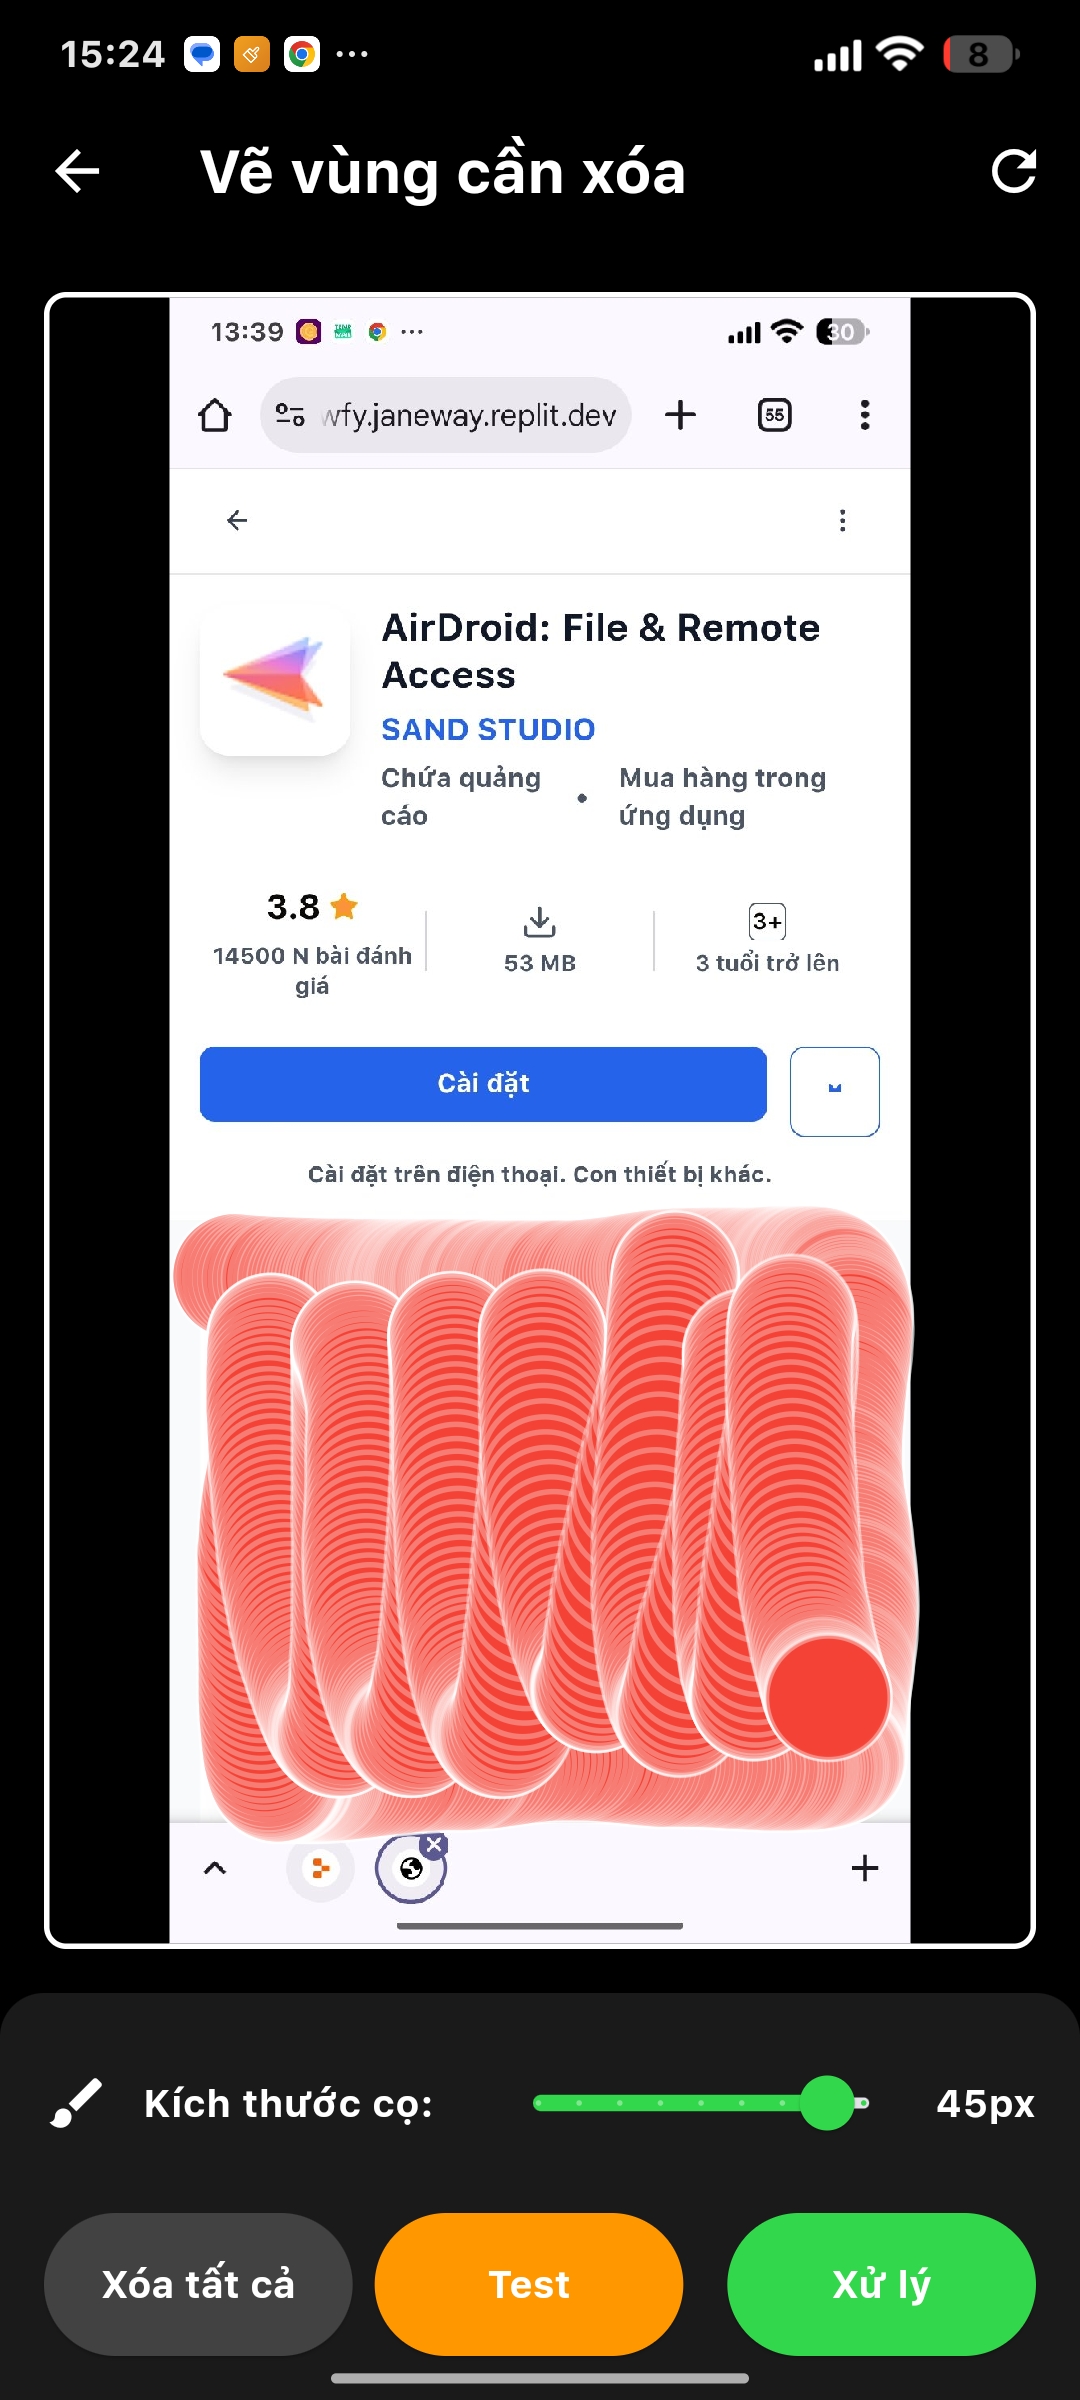 15:24
8
Vẽ vùng cần xóa
13:39
30
wfy.janeway.replit.dev
55
AirDroid: File & Remote
Access
SAND STUDIO
Chứa quảng
cáo
•
Mua hàng trong
ứng dụng
3.8
14500 N bài đánh
giá
53 MB
3+
3 tuổi trở lên
Cài đặt
Cài đặt trên điện thoại. Con thiết bị khác.
Kích thước cọ:
45px
Xóa tất cả
Test
Xử lý